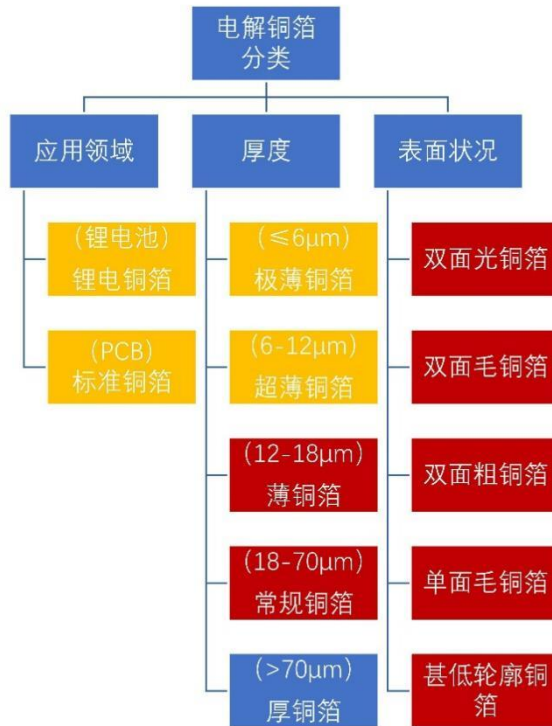 电解铜箔
分类
应用领域
厚度
表面状况
(锂电池)
锂电铜箔
(PCB)
标准铜箔
(≤6μm)
极薄铜箔
(6-12μm)
超薄铜箔
(12-18μm)
薄铜箔
(18-70μm)
常规铜箔
(>70μm)
厚铜箔
双面光铜箔
双面毛铜箔
双面粗铜箔
单面毛铜箔
甚低轮廓铜
箔